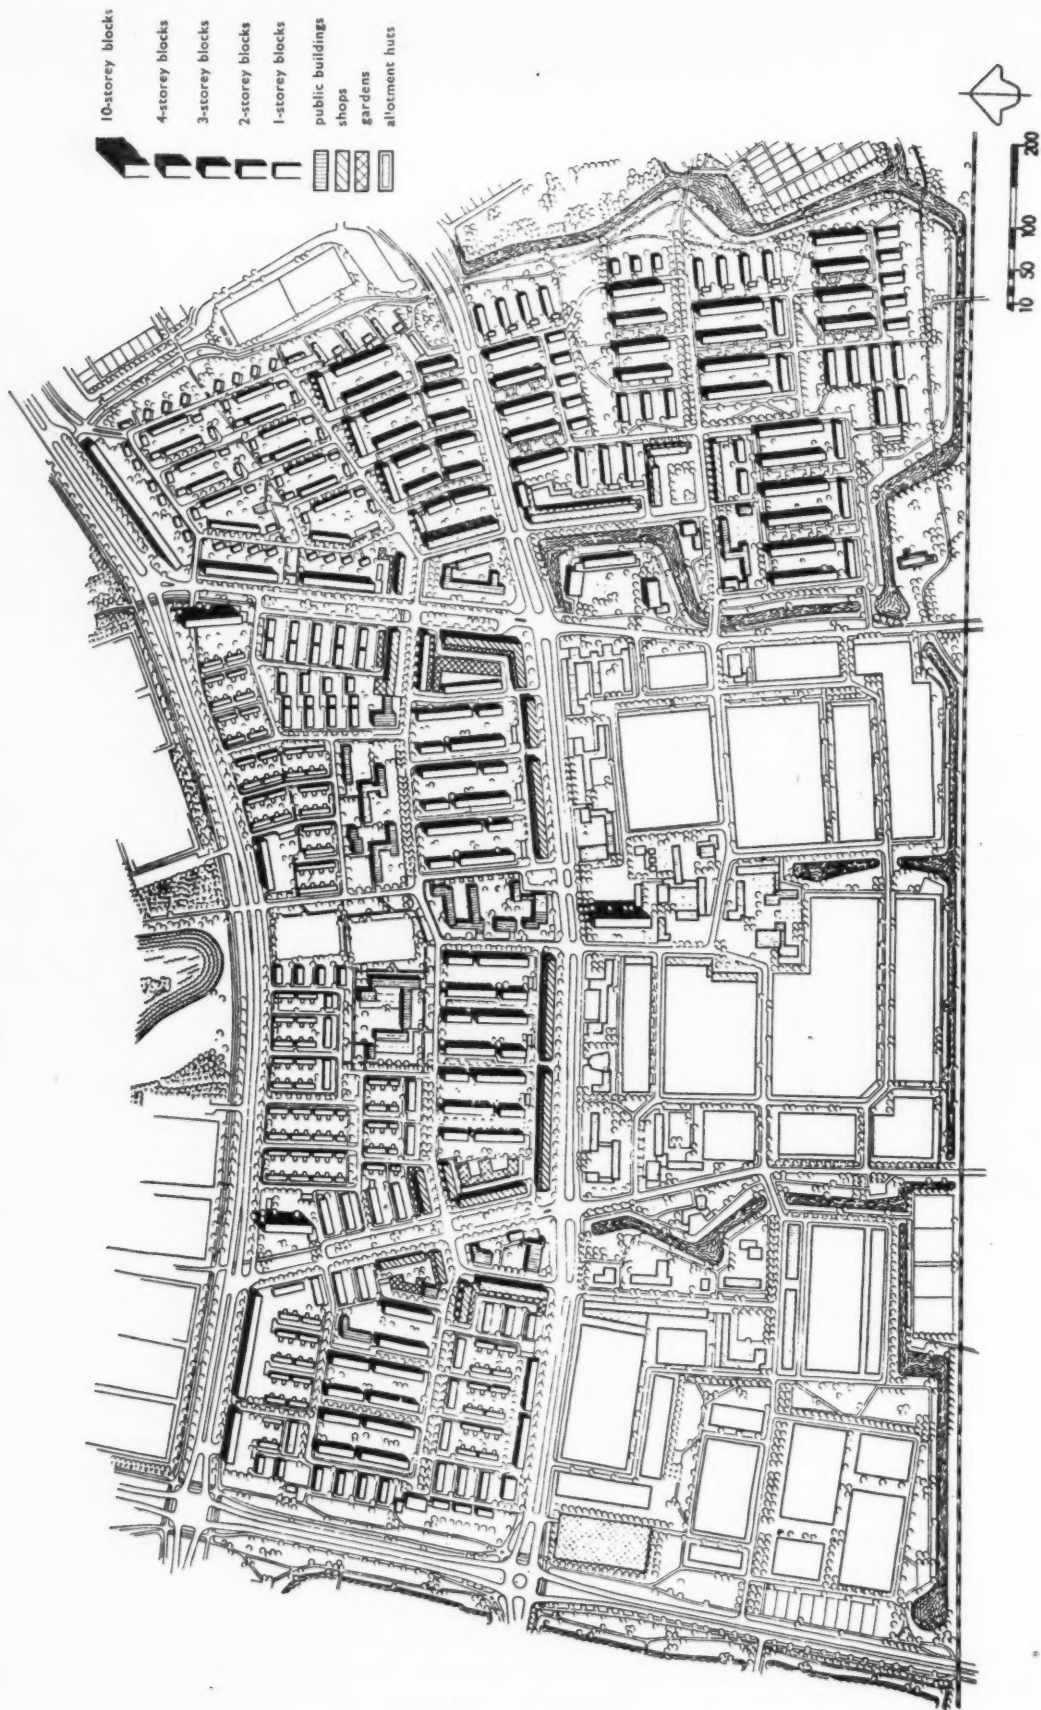 10-storey blocks
4-storey blocks
3-storey blocks
2-storey blocks
1-storey blocks
public buildings
shops
gardens
allotment huts
10 50 100 200